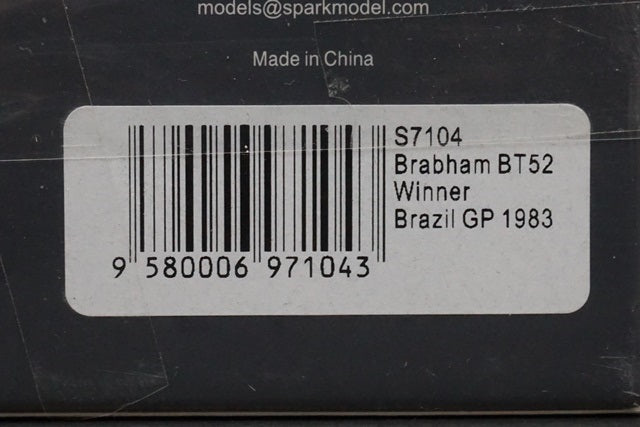 models@sparkmodel.com
Made in China
S7104
Brabham BT52
Winner
Brazil GP 1983
9 580006 971043